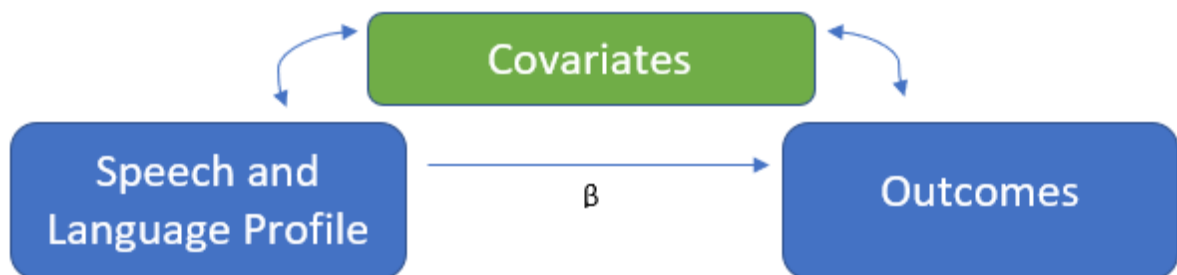 Covariates
Speech and
Language Profile
β
Outcomes